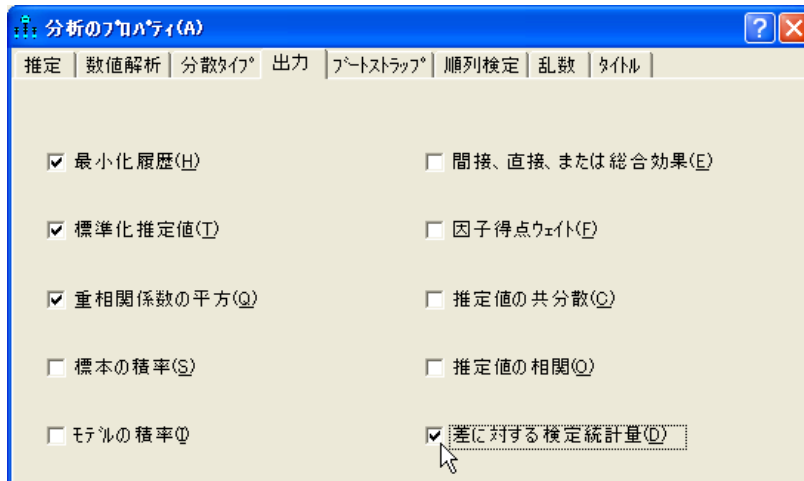 分析のﾌﾟﾛﾊﾟﾃｨ(A)
推定 数値解析 分散ﾀｲﾌﾟ 出力 ﾌﾞｰﾄｽﾄﾗｯﾌﾟ 順列検定 乱数 ﾀｲﾄﾙ
最小化履歴(H) 間接、直接、または総合効果(E)
標準化推定値(T) 因子得点ｳｪｲﾄ(F)
重相関係数の平方(Q) 推定値の共分散(C)
標本の積率(S) 推定値の相関(O)
ﾓﾃﾞﾙの積率(I) 差に対する検定統計量(D)